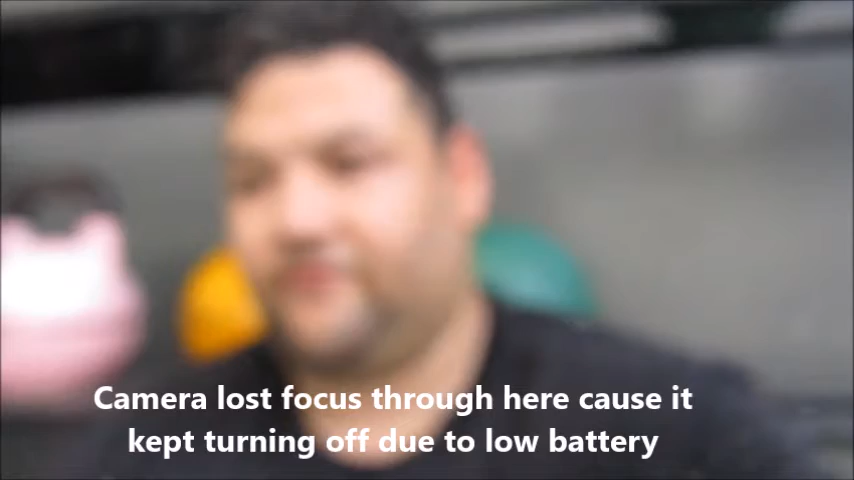 Camera lost focus through here cause it
kept turning off due to low battery